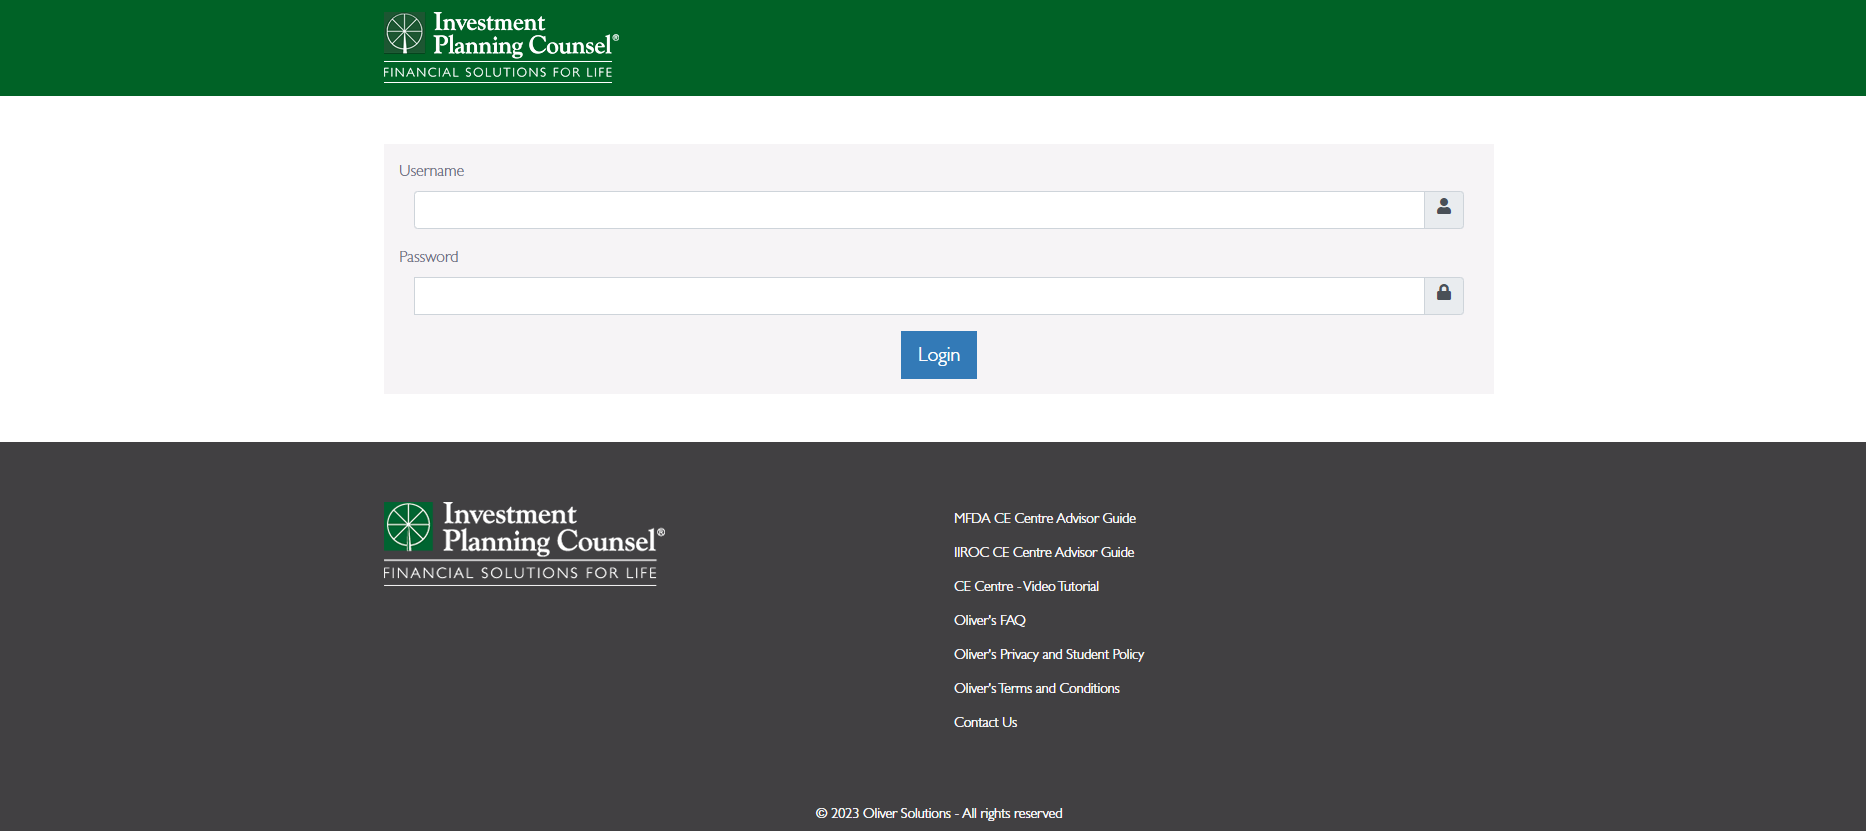 Investment
Planning Counsel®
FINANCIAL SOLUTIONS FOR LIFE
Username
Password
Login
Investment
Planning Counsel®
FINANCIAL SOLUTIONS FOR LIFE
MFDA CE Centre Advisor Guide
IIROC CE Centre Advisor Guide
CE Centre - Video Tutorial
Oliver's FAQ
Oliver's Privacy and Student Policy
Oliver's Terms and Conditions
Contact Us
© 2023 Oliver Solutions - All rights reserved